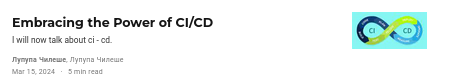 Embracing the Power of CI/CD
I will now talk about ci - cd.
Лупупа Чилеше, Лупупа Чилеше
Mar 15, 2024 · 5 min read
CI CD